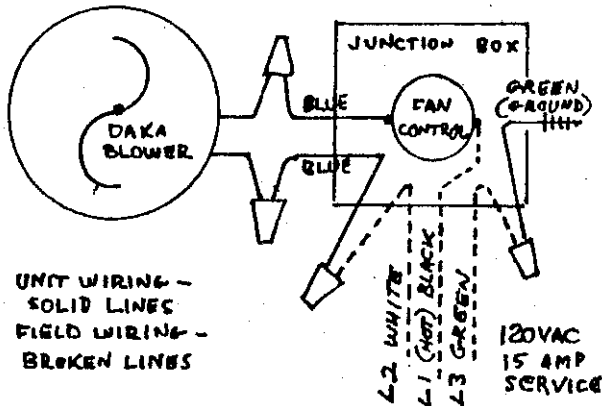 JUNCTION BOX
GREEN
(GROUND)
BLUE
FAN
CONTROL
DAKA
BLOWER
BLUE
UNIT WIRING -
SOLID LINES
FIELD WIRING -
BROKEN LINES
L2 WHITE
L1 (HOT) BLACK
L3 GREEN
120VAC
15 AMP
SERVICE